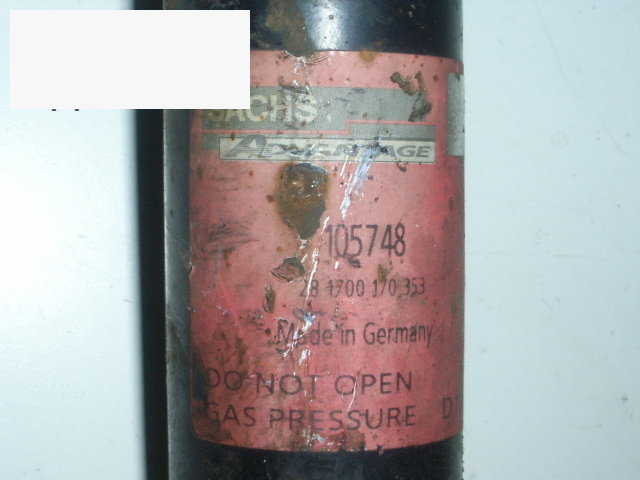 SACHS
ADVANTAGE
105748
28 1700 170 353
Made in Germany
DO NOT OPEN
GAS PRESSURE D